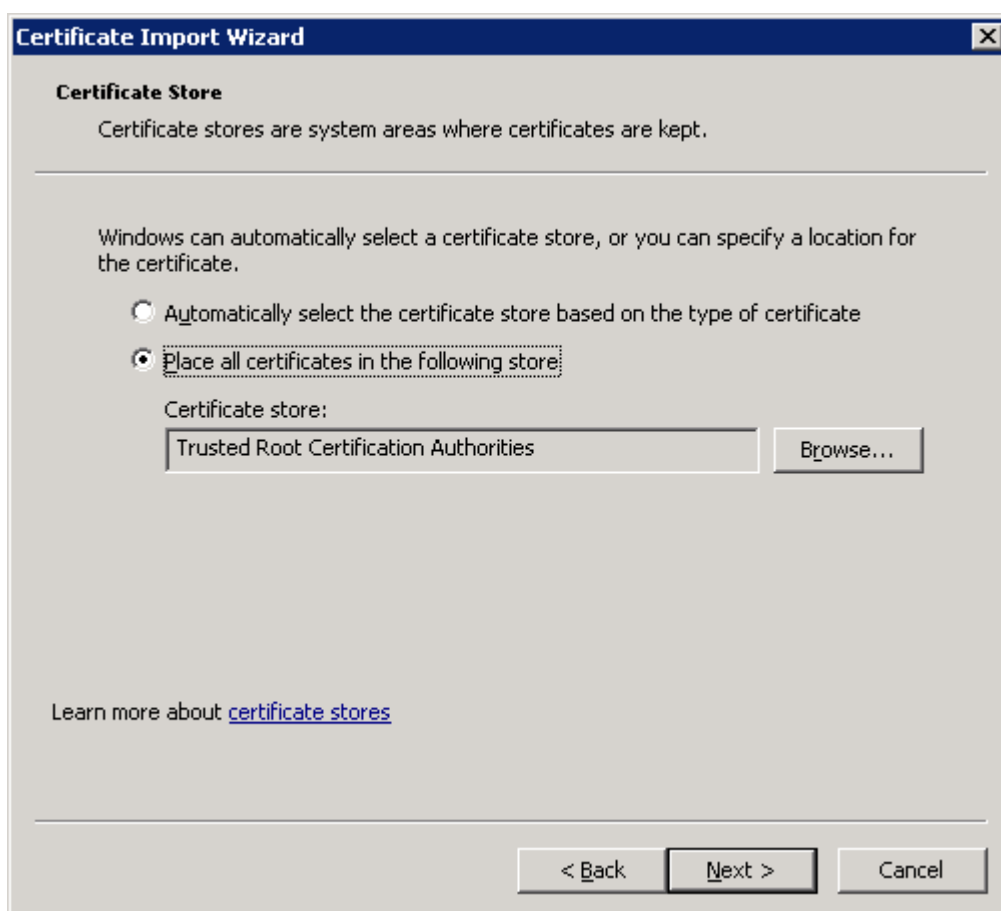 Certificate Import Wizard
Certificate Store
Certificate stores are system areas where certificates are kept.
Windows can automatically select a certificate store, or you can specify a location for
the certificate.
Automatically select the certificate store based on the type of certificate
Place all certificates in the following store
Certificate store:
Trusted Root Certification Authorities
Browse...
Learn more about certificate stores
< Back
Next >
Cancel